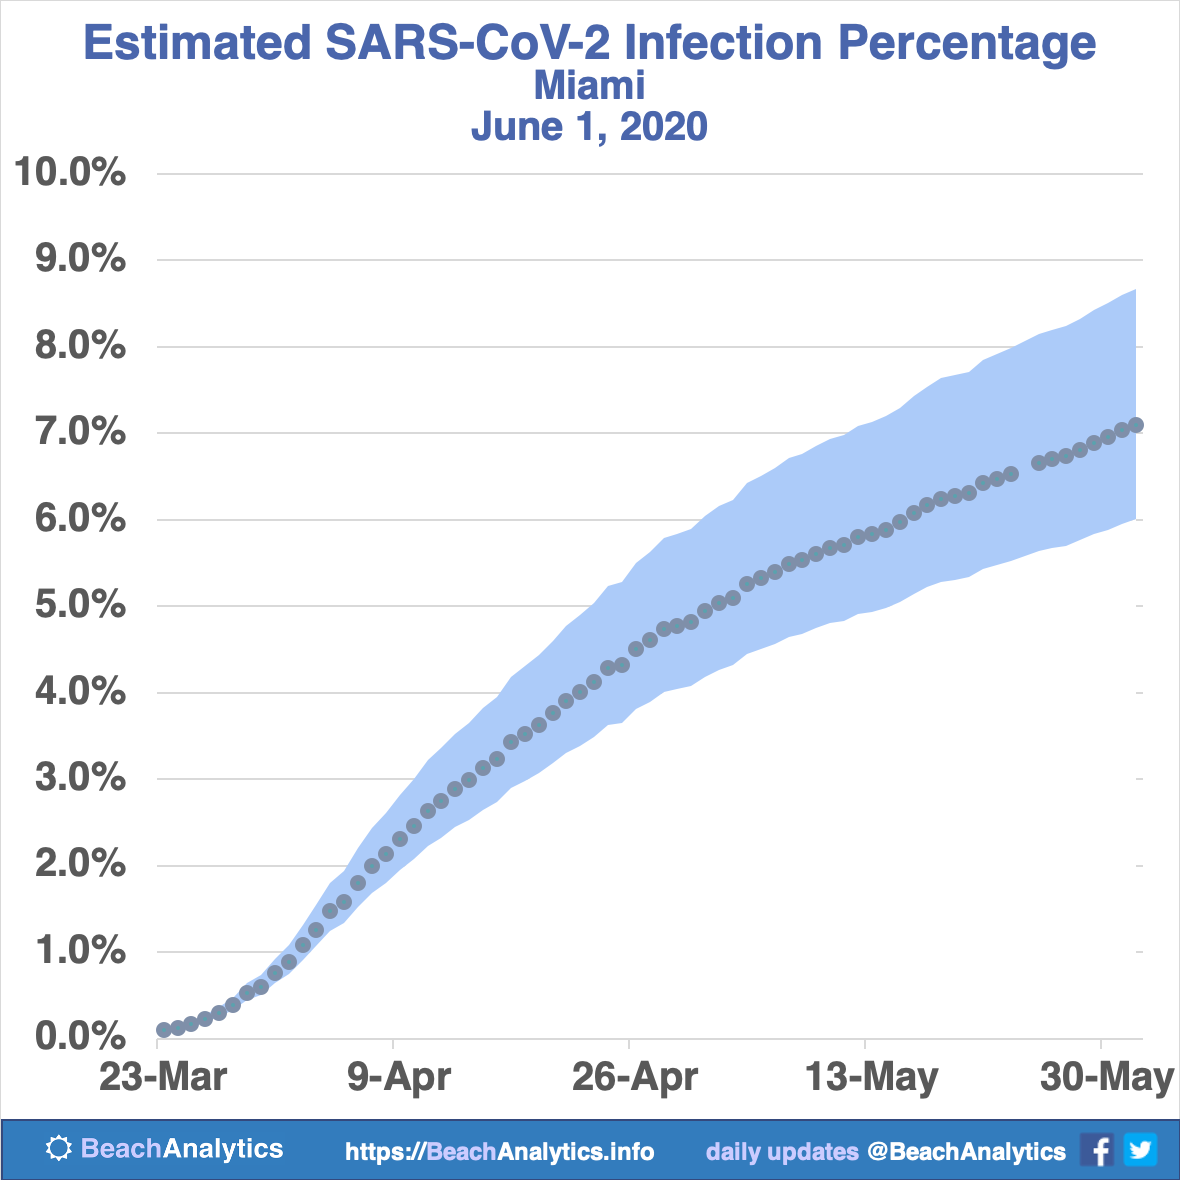 Estimated SARS-CoV-2 Infection Percentage
Miami
June 1, 2020
10.0%
9.0%
8.0%
7.0%
6.0%
5.0%
4.0%
3.0%
2.0%
1.0%
0.0%
23-Mar 9-Apr 26-Apr 13-May 30-May
BeachAnalytics https://BeachAnalytics.info daily updates @BeachAnalytics f